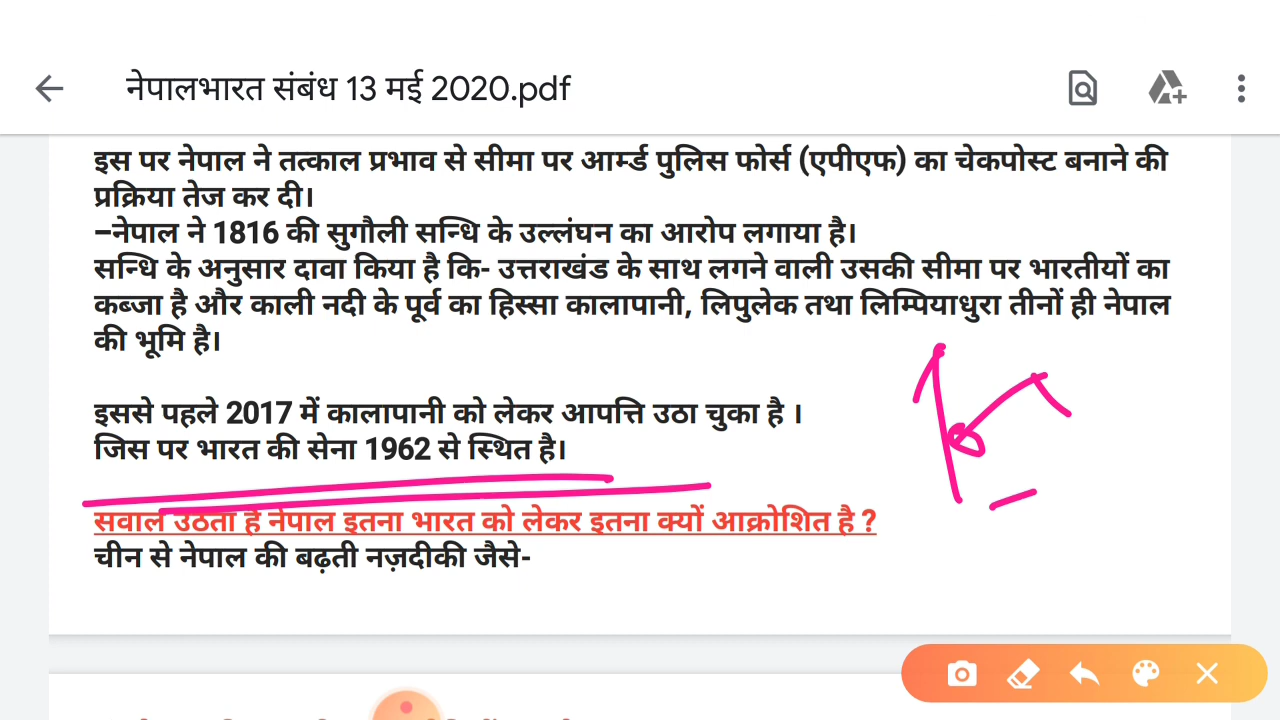 नेपालभारत संबंध 13 मई 2020.pdf
इस पर नेपाल ने तत्काल प्रभाव से सीमा पर आर्म्ड पुलिस फोर्स (एपीएफ) का चेकपोस्ट बनाने की
प्रक्रिया तेज कर दी।
–नेपाल ने 1816 की सुगौली सन्धि के उल्लंघन का आरोप लगाया है।
सन्धि के अनुसार दावा किया है कि- उत्तराखंड के साथ लगने वाली उसकी सीमा पर भारतीयों का
कब्जा है और काली नदी के पूर्व का हिस्सा कालापानी, लिपुलेक तथा लिम्पियाधुरा तीनों ही नेपाल
की भूमि है।
इससे पहले 2017 में कालापानी को लेकर आपत्ति उठा चुका है ।
जिस पर भारत की सेना 1962 से स्थित है।
सवाल उठता है नेपाल इतना भारत को लेकर इतना क्यों आक्रोशित है ?
चीन से नेपाल की बढ़ती नज़दीकी जैसे-